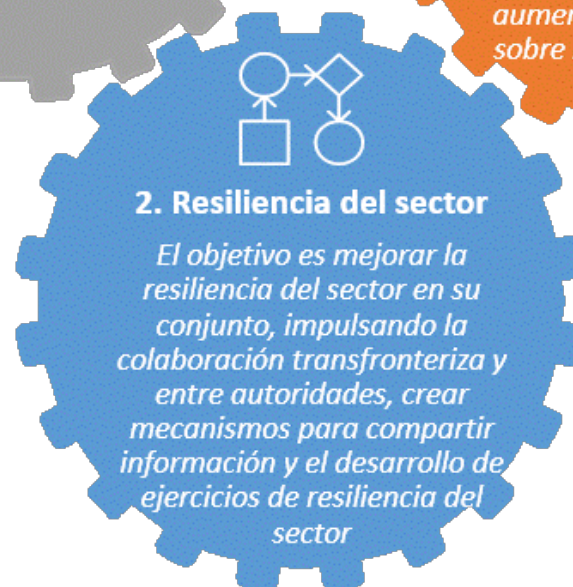 sobre
2. Resiliencia del sector
El objetivo es mejorar la
resiliencia del sector en su
conjunto, impulsando la
colaboración transfronteriza y
entre autoridades, crear
mecanismos para compartir
información y el desarrollo de
ejercicios de resiliencia del
sector